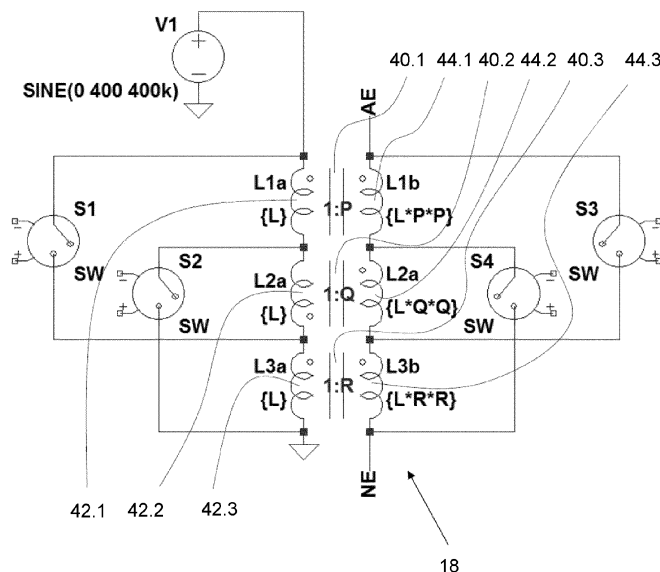 V1
+
−
SINE(0 400 400k)
40.1 44.1 40.2 44.2 40.3 44.3
AE
S1
−
+
SW
L1a
{L}
1:P
L1b
{L*P*P}
S3
−
+
SW
S2
−
+
SW
L2a
{L}
1:Q
L2a
{L*Q*Q}
S4
−
+
SW
L3a
{L}
1:R
L3b
{L*R*R}
42.1 42.2 42.3
NE
18